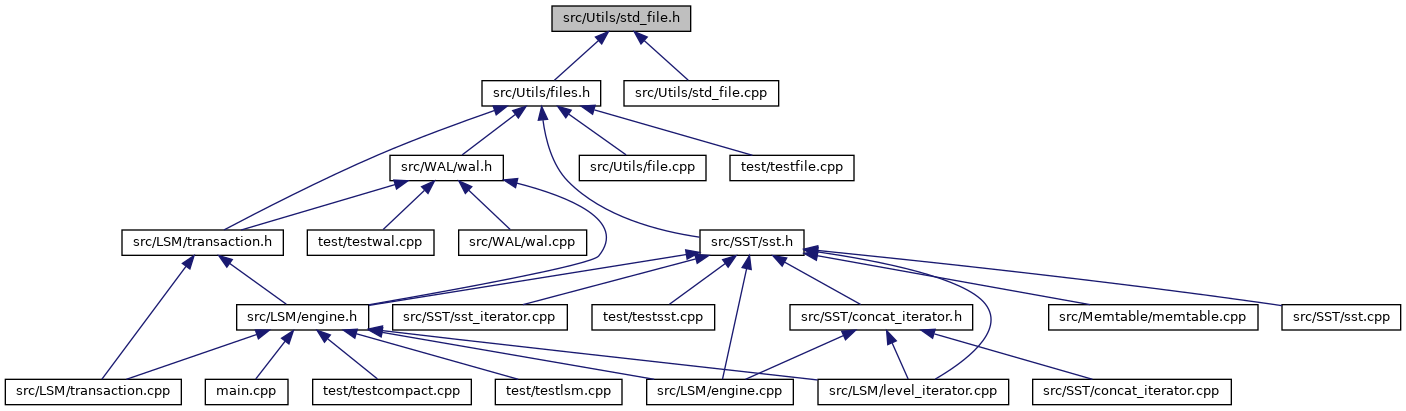 src/Utils/std_file.h
src/Utils/files.h
src/Utils/std_file.cpp
src/WAL/wal.h
src/Utils/file.cpp
test/testfile.cpp
src/LSM/transaction.h
test/testwal.cpp
src/WAL/wal.cpp
src/SST/sst.h
src/LSM/engine.h
src/SST/sst_iterator.cpp
test/testsst.cpp
src/SST/concat_iterator.h
src/Memtable/memtable.cpp
src/SST/sst.cpp
src/LSM/transaction.cpp
main.cpp
test/testcompact.cpp
test/testlsm.cpp
src/LSM/engine.cpp
src/LSM/level_iterator.cpp
src/SST/concat_iterator.cpp